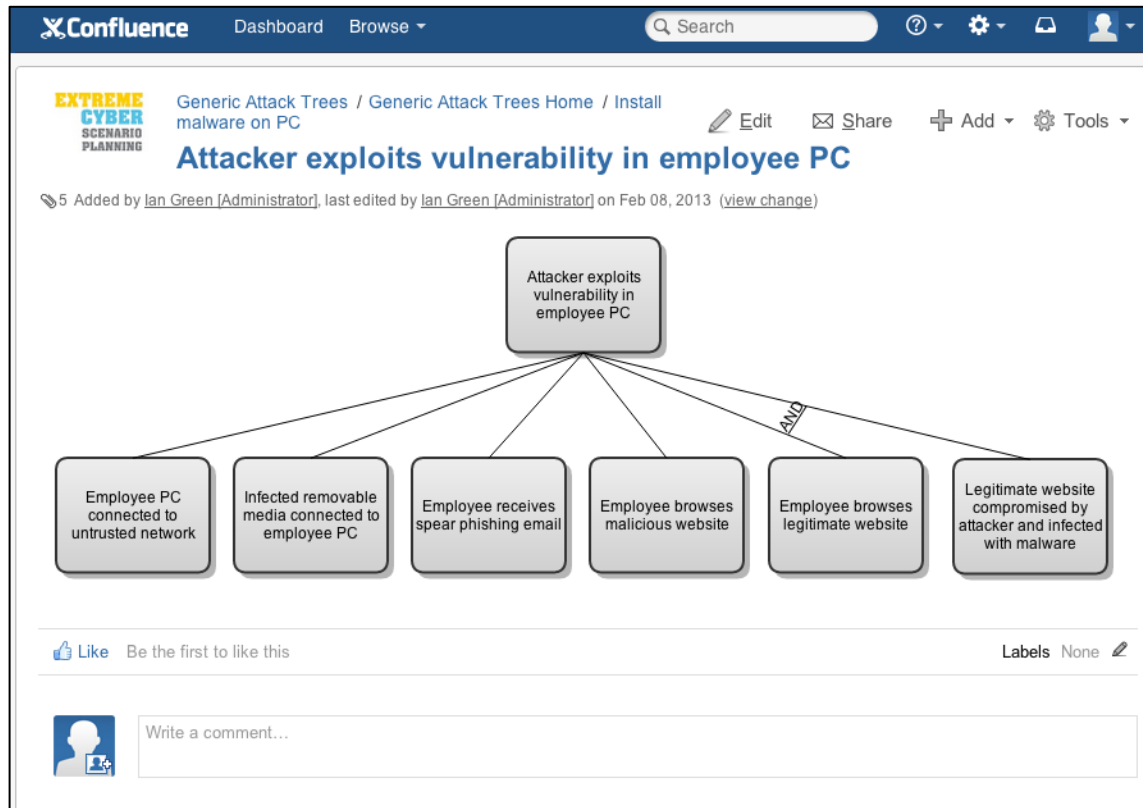 Confluence
Dashboard
Browse
Search
EXTREME
CYBER
SCENARIO
PLANNING
Generic Attack Trees / Generic Attack Trees Home / Install
malware on PC
Edit
Share
Add
Tools
Attacker exploits vulnerability in employee PC
5 Added by Ian Green [Administrator], last edited by Ian Green [Administrator] on Feb 08, 2013 (view change)
Attacker exploits
vulnerability in
employee PC
AND
Employee PC
connected to
untrusted network
Infected removable
media connected to
employee PC
Employee receives
spear phishing email
Employee browses
malicious website
Employee browses
legitimate website
Legitimate website
compromised by
attacker and infected
with malware
Like
Be the first to like this
Labels None
Write a comment…